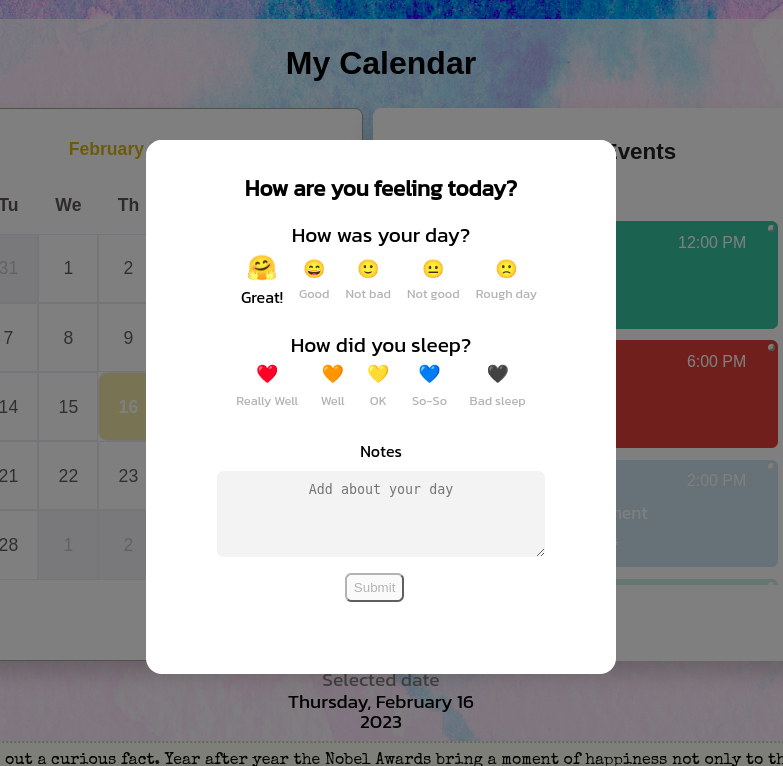 My Calendar
February
Events
Tu We Th
31 1 2
7 8 9
14 15 16
21 22 23
28 1 2
12:00 PM
6:00 PM
2:00 PM
How are you feeling today?
How was your day?
Great! Good Not bad Not good Rough day
How did you sleep?
Really Well Well OK So-So Bad sleep
Notes
Add about your day
Submit
Selected date
Thursday, February 16
2023
out a curious fact. Year after year the Nobel Awards bring a moment of happiness not only to